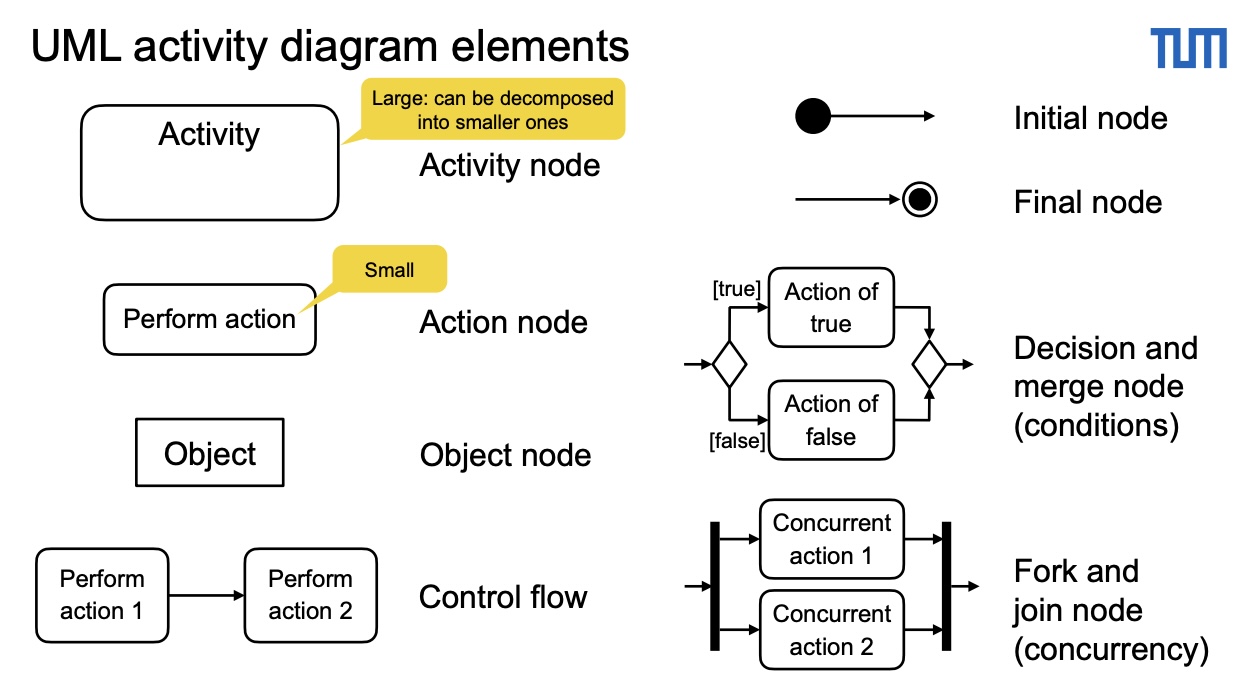 UML activity diagram elements
TUM
Activity
Large: can be decomposed
into smaller ones
Activity node
Perform action
Small
Action node
Object
Object node
Perform
action 1
Perform
action 2
Control flow
Initial node
Final node
[true]
Action of
true
[false]
Action of
false
Decision and
merge node
(conditions)
Concurrent
action 1
Concurrent
action 2
Fork and
join node
(concurrency)